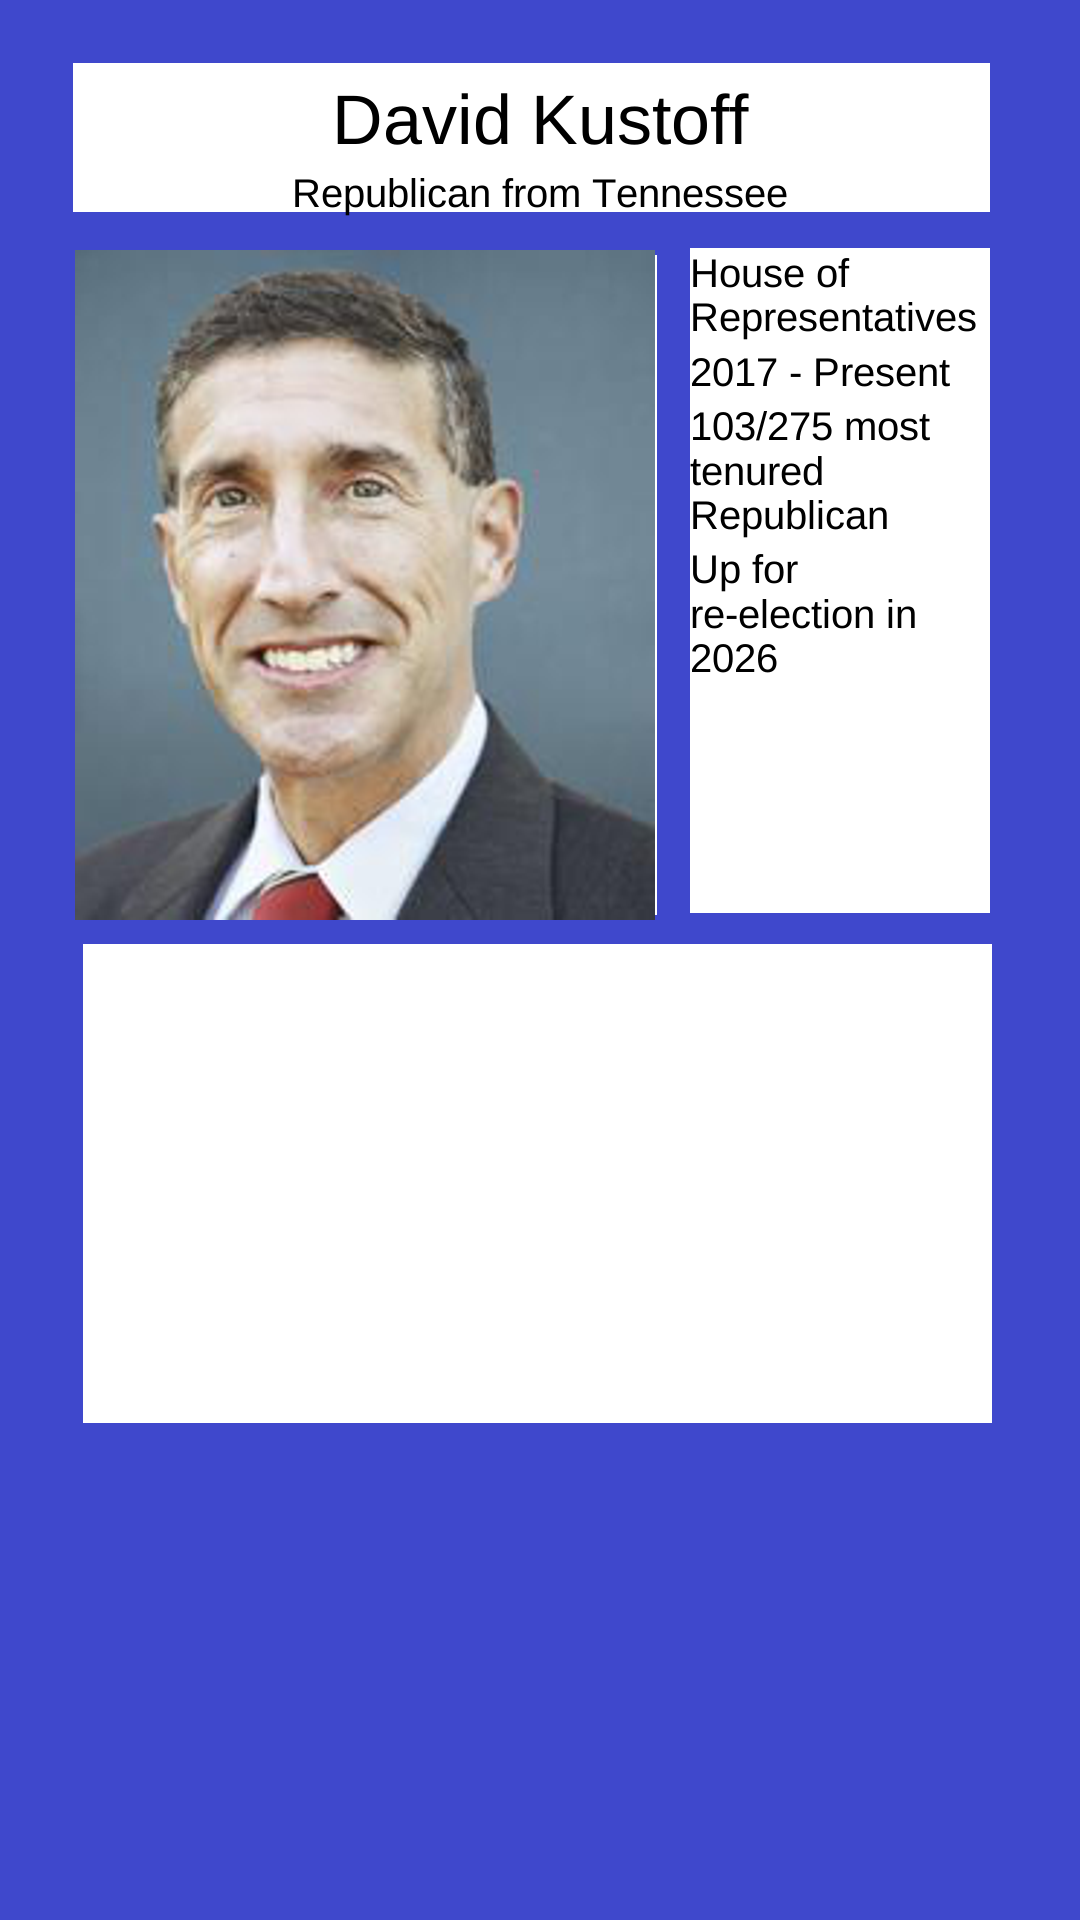 David Kustoff
Republican from Tennessee
House of
Representatives
2017 - Present
103/275 most
tenured
Republican
Up for
re-election in
2026